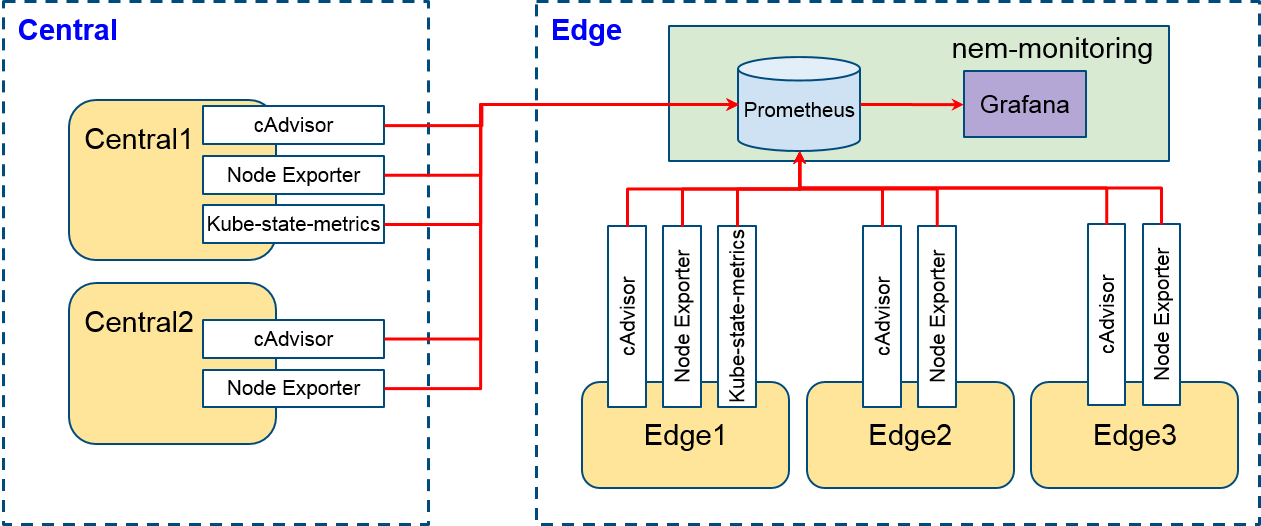 Central
Central1
cAdvisor
Node Exporter
Kube-state-metrics
Central2
cAdvisor
Node Exporter
Edge
nem-monitoring
Prometheus
Grafana
cAdvisor
Node Exporter
Kube-state-metrics
Edge1
cAdvisor
Node Exporter
Edge2
cAdvisor
Node Exporter
Edge3